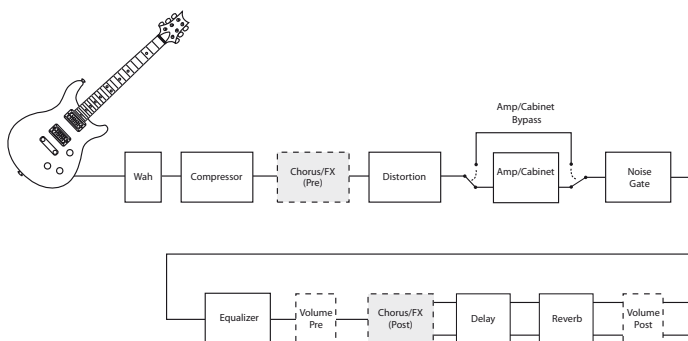 Amp/Cabinet
Bypass
Wah
Compressor
Chorus/FX
(Pre)
Distortion
Amp/Cabinet
Noise
Gate
Equalizer
Volume
Pre
Chorus/FX
(Post)
Delay
Reverb
Volume
Post